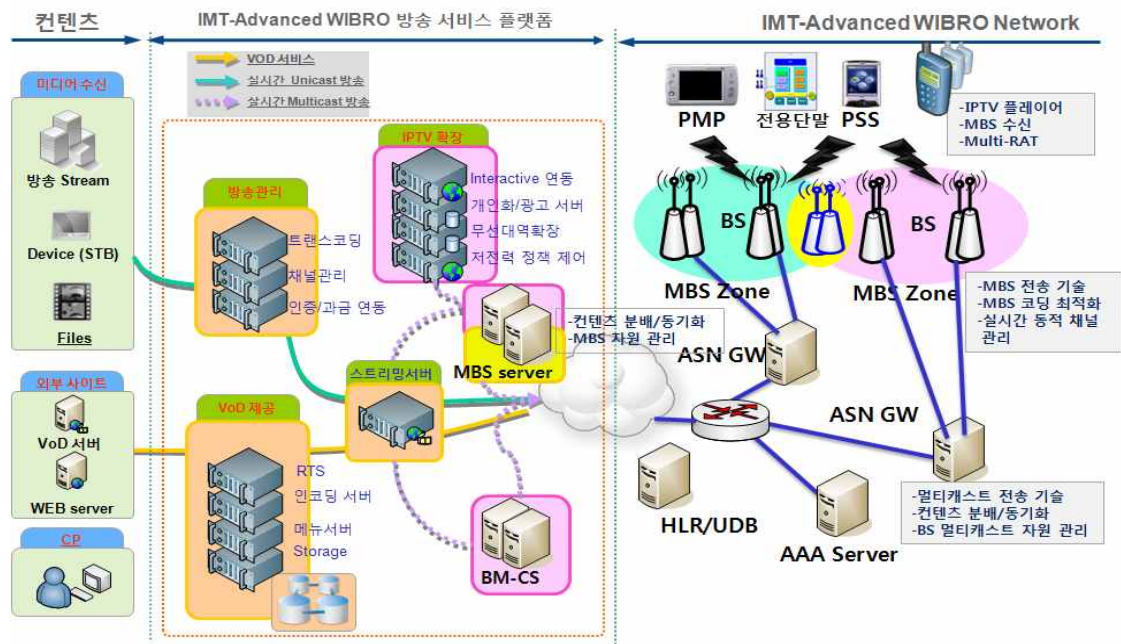 컨텐츠
IMT-Advanced WIBRO 방송 서비스 플랫폼
IMT-Advanced WIBRO Network
VOD 서비스
실시간 Unicast 방송
실시간 Multicast 방송
미디어 수신
방송 Stream
Device (STB)
Files
외부 사이트
VoD 서버
WEB server
CP
방송관리
트랜스코딩
채널관리
인증/과금 연동
IPTV 확장
Interactive 연동
개인화/광고 서버
무선대역확장
저전력 정책 제어
MBS server
-컨텐츠 분배/동기화
-MBS 자원 관리
스트리밍서버
VoD 제공
RTS
인코딩 서버
메뉴서버
Storage
BM-CS
PMP
전용단말
PSS
-IPTV 플레이어
-MBS 수신
-Multi-RAT
BS
BS
MBS Zone
MBS Zone
-MBS 전송 기술
-MBS 코딩 최적화
-실시간 동적 채널
관리
ASN GW
ASN GW
HLR/UDB
AAA Server
-멀티캐스트 전송 기술
-컨텐츠 분배/동기화
-BS 멀티캐스트 자원 관리